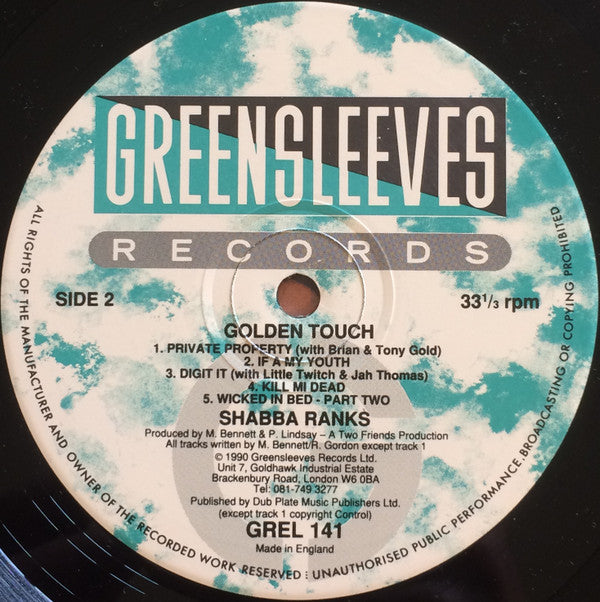 GREENSLEEVES
RECORDS
SIDE 2
33 1/3 rpm
GOLDEN TOUCH
1. PRIVATE PROPERTY (with Brian & Tony Gold)
2. IF A MY YOUTH
3. DIGIT IT (with Little Twitch & Jah Thomas)
4. KILL MI DEAD
5. WICKED IN BED - PART TWO
SHABBA RANKS
Produced by M. Bennett & P. Lindsay – A Two Friends Production
All tracks written by M. Bennett/R. Gordon except track 1
© 1990 Greensleeves Records Ltd.
Unit 7, Goldhawk Industrial Estate
Brackenbury Road, London W6 0BA
Tel: 081-749 3277
Published by Dub Plate Music Publishers Ltd.
(except track 1 copyright Control)
GREL 141
Made in England
ALL RIGHTS OF THE MANUFACTURER AND OWNER OF THE RECORDED WORK RESERVED : UNAUTHORISED PUBLIC PERFORMANCE.BROADCASTING OR COPYING PROHIBITED